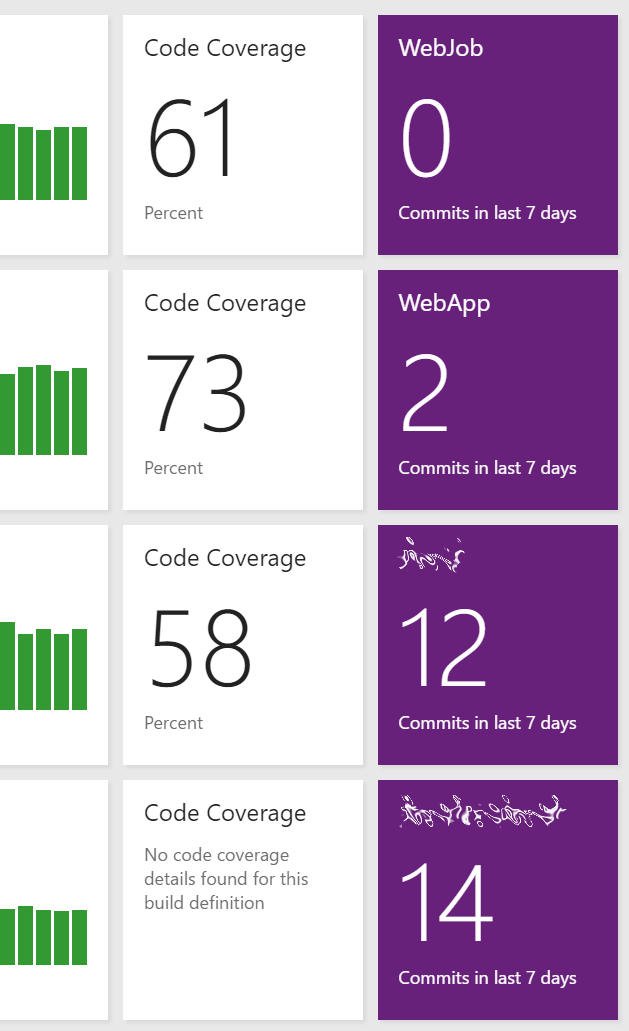 Code Coverage
61
Percent
WebJob
0
Commits in last 7 days
Code Coverage
73
Percent
WebApp
2
Commits in last 7 days
Code Coverage
58
Percent
12
Commits in last 7 days
Code Coverage
No code coverage
details found for this
build definition
14
Commits in last 7 days